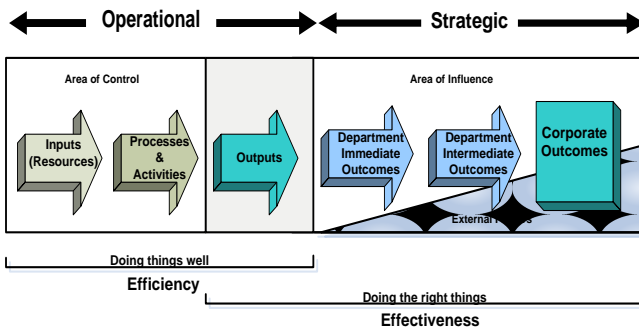 Operational
Strategic
Area of Control
Area of Influence
Inputs
(Resources)
Processes
&
Activities
Outputs
Department
Immediate
Outcomes
Department
Intermediate
Outcomes
Corporate
Outcomes
External
Doing things well
Efficiency
Doing the right things
Effectiveness